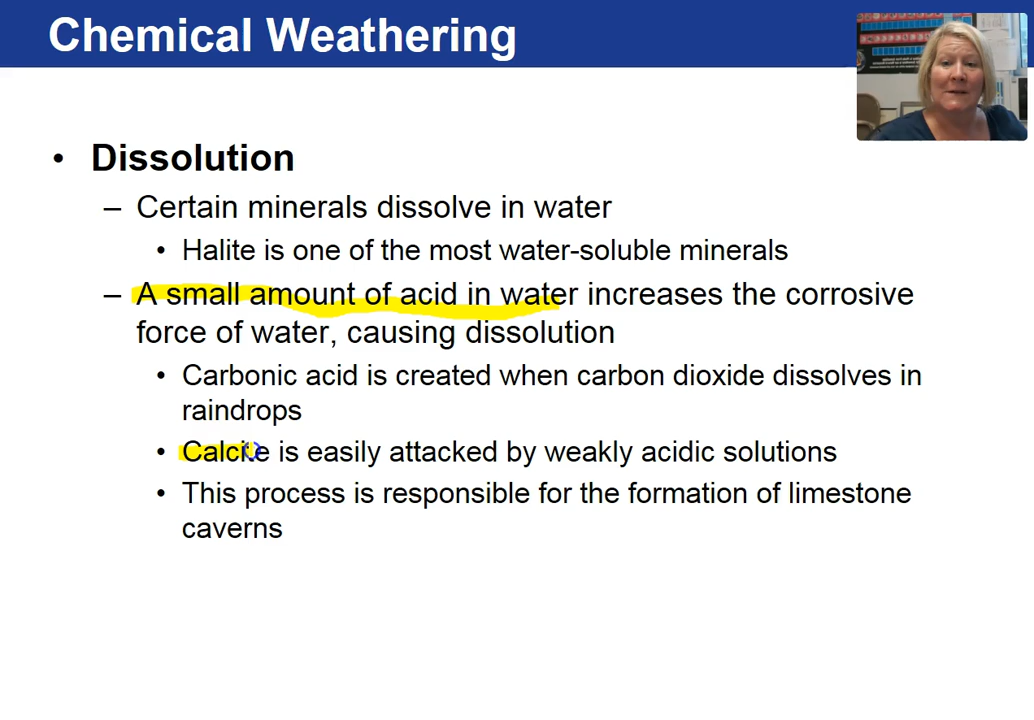 Chemical Weathering
• Dissolution
– Certain minerals dissolve in water
• Halite is one of the most water-soluble minerals
– A small amount of acid in water increases the corrosive
force of water, causing dissolution
• Carbonic acid is created when carbon dioxide dissolves in
raindrops
• Calcite is easily attacked by weakly acidic solutions
• This process is responsible for the formation of limestone
caverns